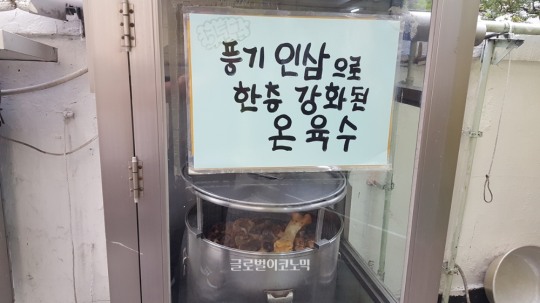 풍기 인삼으로
한층 강화된
온육수
글로벌이코노믹